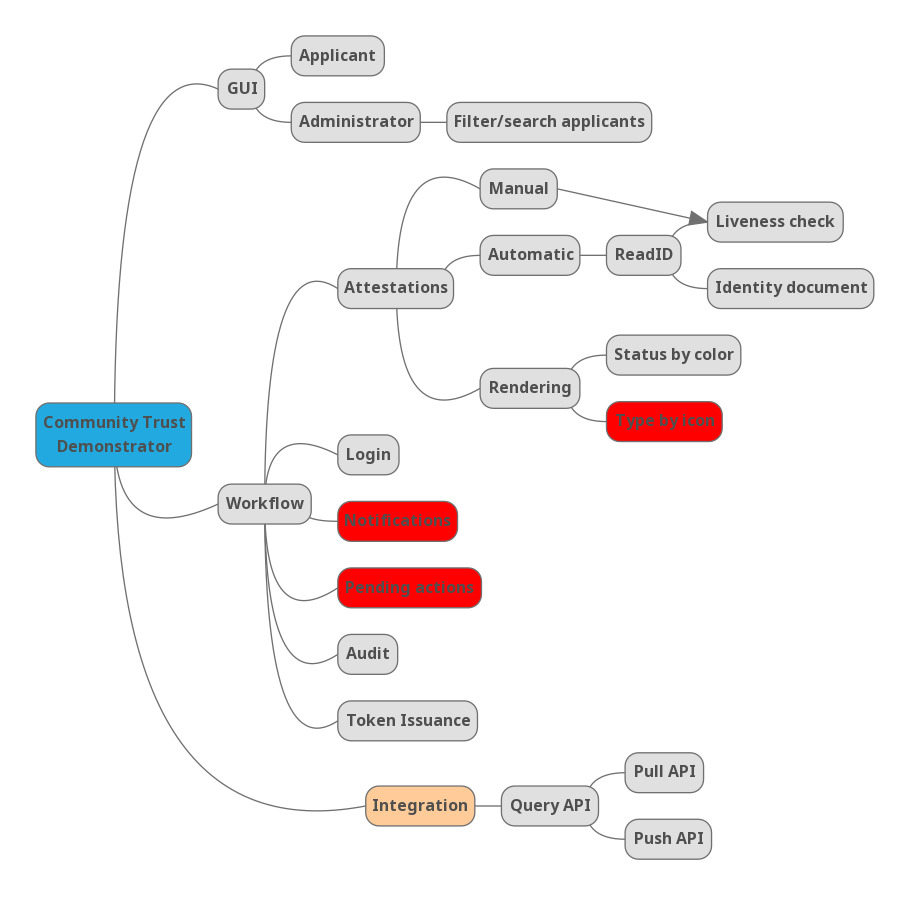 Applicant
GUI
Administrator
Filter/search applicants
Manual
Liveness check
Automatic
ReadID
Attestations
Identity document
Status by color
Rendering
Type by icon
Community Trust
Demonstrator
Login
Workflow
Notifications
Pending actions
Audit
Token Issuance
Pull API
Integration
Query API
Push API